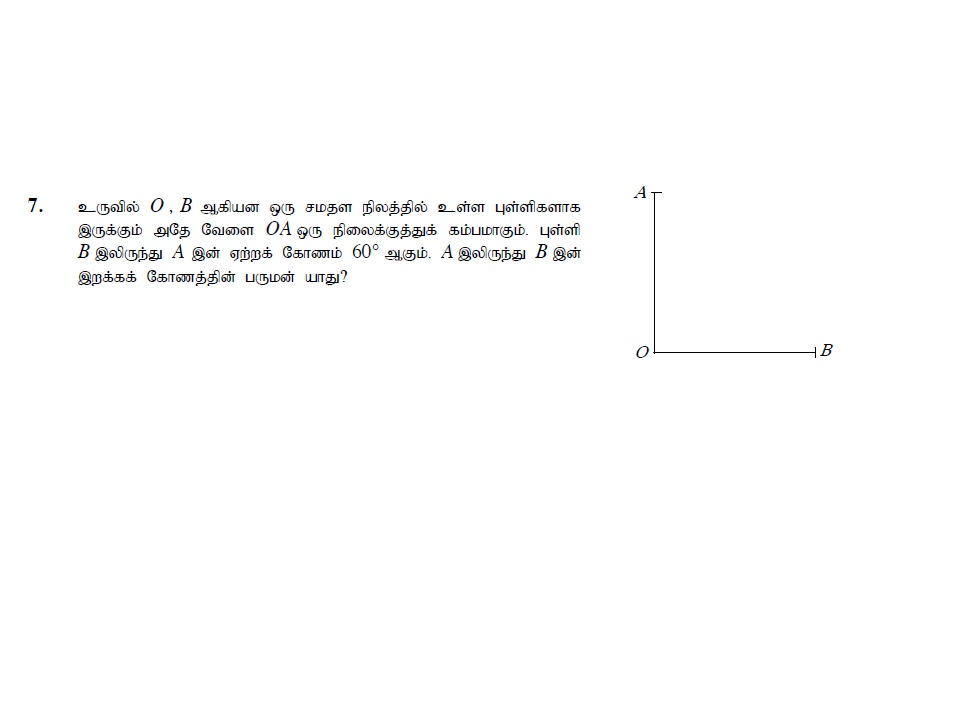 7. உருவில் O , B ஆகியன ஒரு சமதள நிலத்தில் உள்ள புள்ளிகளாக
இருக்கும் அதே வேளை OA ஒரு நிலைக்குத்துக் கம்பமாகும். புள்ளி
B இலிருந்து A இன் ஏற்றக் கோணம் 60° ஆகும். A இலிருந்து B இன்
இறக்கக் கோணத்தின் பருமன் யாது?
A
O
B